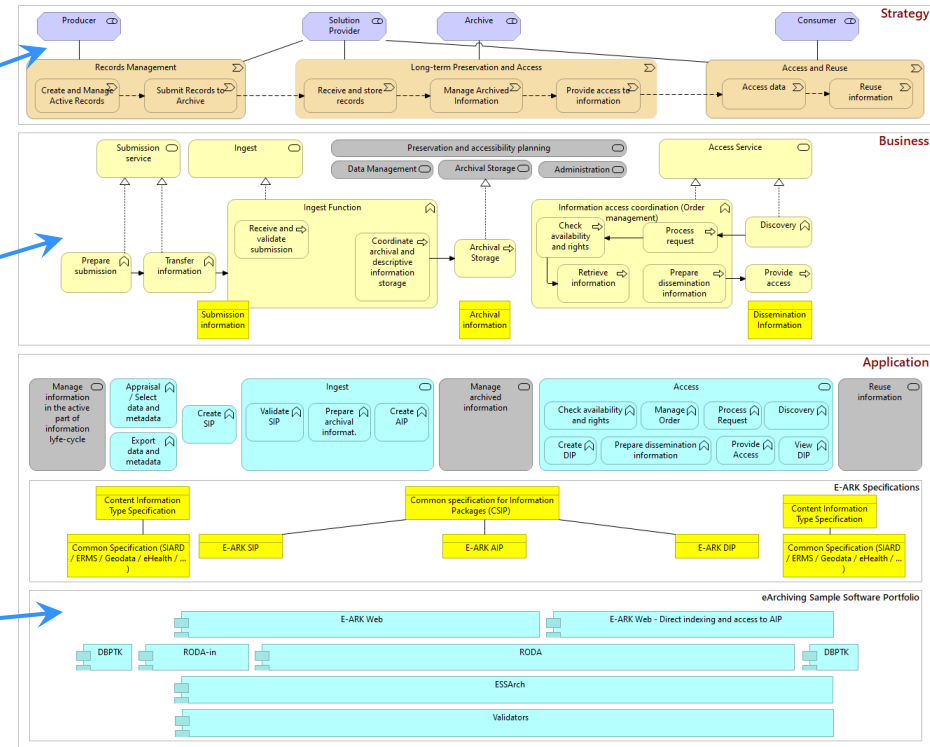 Strategy
Producer
Solution
Provider
Archive
Consumer
Records Management
Create and Manage
Active Records
Submit Records to
Archive
Long-term Preservation and Access
Receive and store
records
Manage Archived
Information
Provide access to
information
Access and Reuse
Access data
Reuse
information
Business
Submission
service
Ingest
Preservation and accessibility planning
Data Management
Archival Storage
Administration
Access Service
Ingest Function
Receive and
validate
submission
Coordinate
archival and
descriptive
information
storage
Prepare
submission
Transfer
information
Archival
Storage
Information access coordination (Order
management)
Check
availability
and rights
Process
request
Discovery
Retrieve
information
Prepare
dissemination
information
Provide
access
Submission
information
Archival
information
Dissemination
Information
Application
Manage
information
in the active
part of
information
lyfe-cycle
Appraisal
/ Select
data and
metadata
Export
data and
metadata
Create
SIP
Ingest
Validate
SIP
Prepare
archival
informat.
Create
AIP
Manage
archived
information
Access
Check availability
and rights
Manage
Order
Process
Request
Discovery
Create
DIP
Prepare dissemination
information
Provide
Access
View
DIP
Reuse
information
E-ARK Specifications
Content Information
Type Specification
Common specification for Information
Packages (CSIP)
Content Information
Type Specification
Common Specification (SIARD
/ ERMS / Geodata / eHealth / ...
)
E-ARK SIP
E-ARK AIP
E-ARK DIP
Common Specification (SIARD
/ ERMS / Geodata / eHealth / ...
)
eArchiving Sample Software Portfolio
E-ARK Web
E-ARK Web - Direct indexing and access to AIP
DBPTK
RODA-in
RODA
DBPTK
ESSArch
Validators